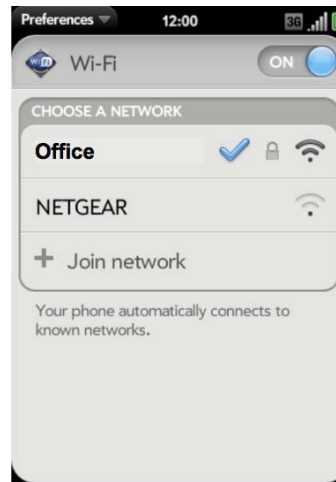 Preferences
12:00
3G
WiFi
Wi-Fi
ON
CHOOSE A NETWORK
Office
NETGEAR
+ Join network
Your phone automatically connects to
known networks.